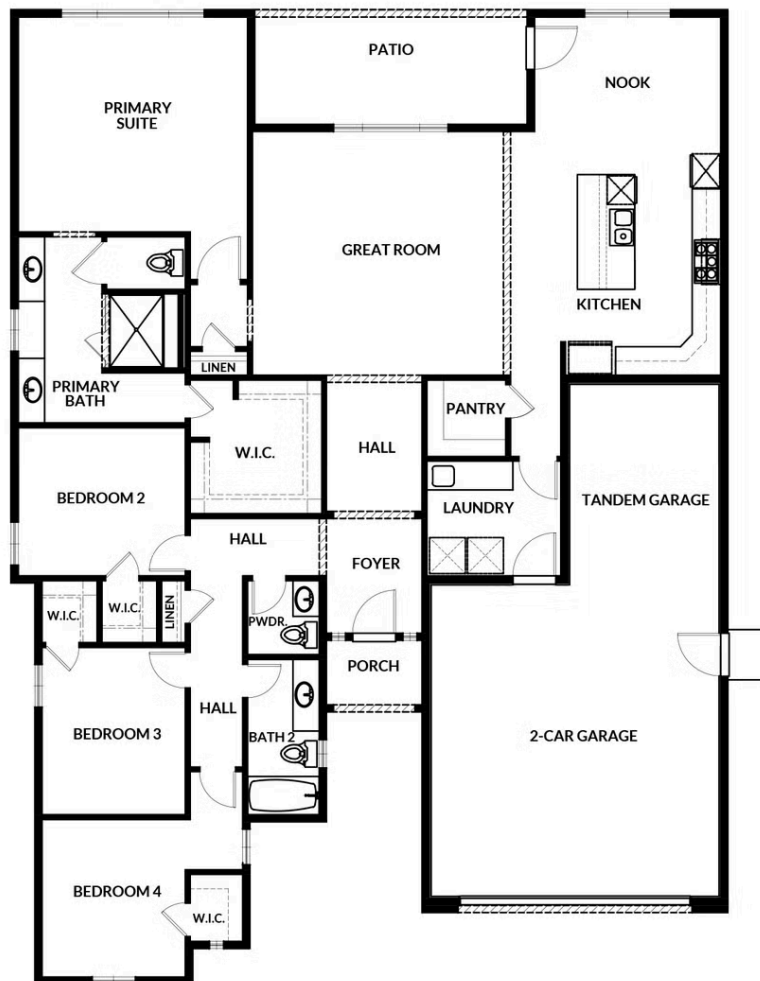 PATIO
NOOK
PRIMARY
SUITE
GREAT ROOM
KITCHEN
LINEN
PRIMARY
BATH
PANTRY
W.I.C.
HALL
BEDROOM 2
TANDEM GARAGE
LAUNDRY
HALL
FOYER
W.I.C.
W.I.C.
LINEN
PWDR.
PORCH
HALL
BEDROOM 3
BATH 2
2-CAR GARAGE
BEDROOM 4
W.I.C.